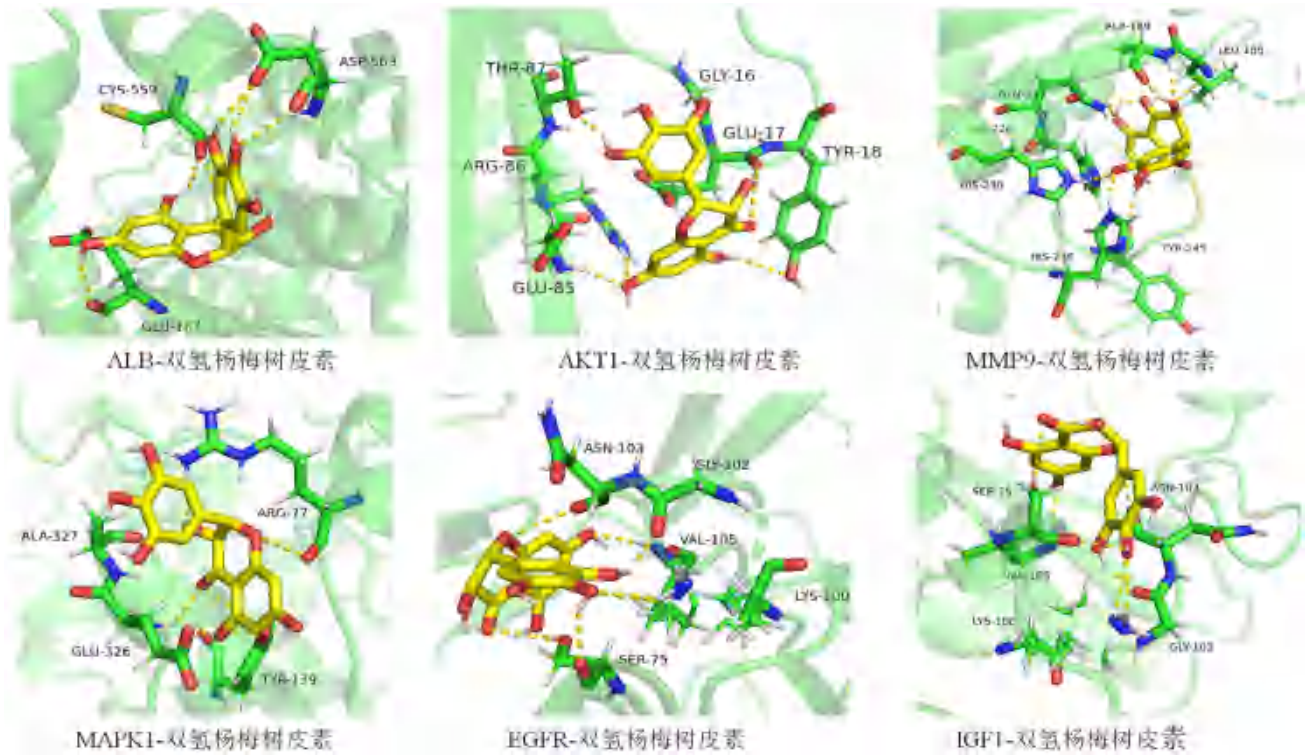 ASP-563
CYS-559
GLU-187
ALB-双氢杨梅树皮素
THR-87
GLY-16
GLU-17
TYR-18
ARG-86
GLU-85
AKT1-双氢杨梅树皮素
ALA-189
HIS-230
TYR-245
MMP9-双氢杨梅树皮素
ARG-77
ALA-327
GLU-326
TYR-139
MAPK1-双氢杨梅树皮素
ASN-103
GLY-102
VAL-105
LYS-100
SER-75
EGFR-双氢杨梅树皮素
SER-75
ASN-103
VAL-105
LYS-100
GLY-102
IGF1-双氢杨梅树皮素